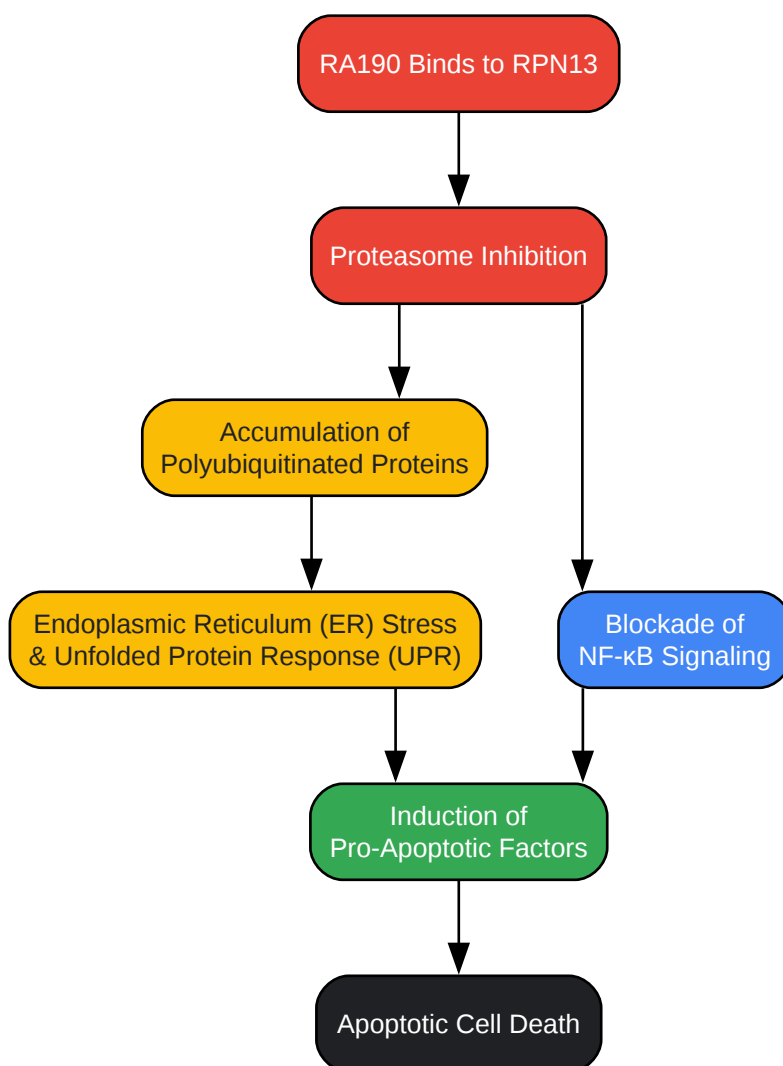 RA190 Binds to RPN13
Proteasome Inhibition
Accumulation of
Polyubiquitinated Proteins
Endoplasmic Reticulum (ER) Stress
& Unfolded Protein Response (UPR)
Blockade of
NF-κB Signaling
Induction of
Pro-Apoptotic Factors
Apoptotic Cell Death